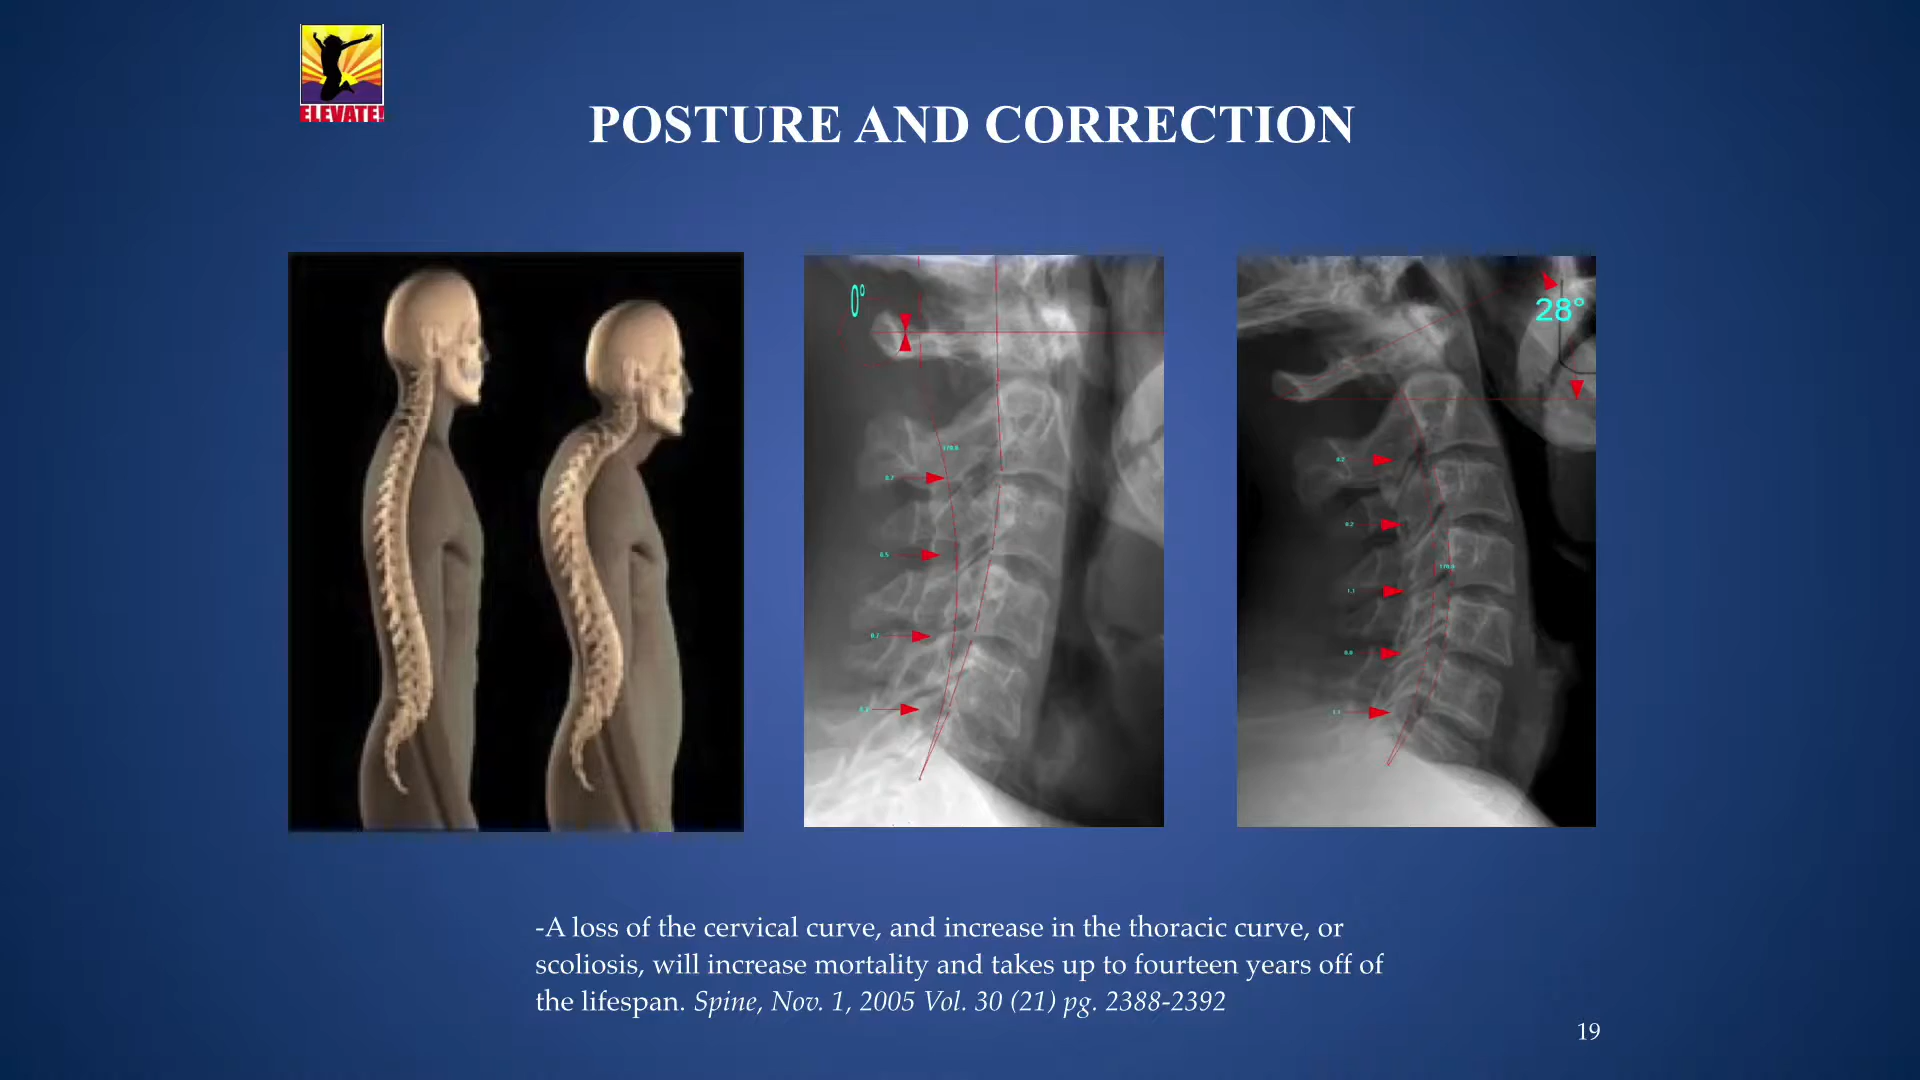 ELEVATE!
POSTURE AND CORRECTION
0°
28°
-A loss of the cervical curve, and increase in the thoracic curve, or
scoliosis, will increase mortality and takes up to fourteen years off of
the lifespan. Spine, Nov. 1, 2005 Vol. 30 (21) pg. 2388-2392
19